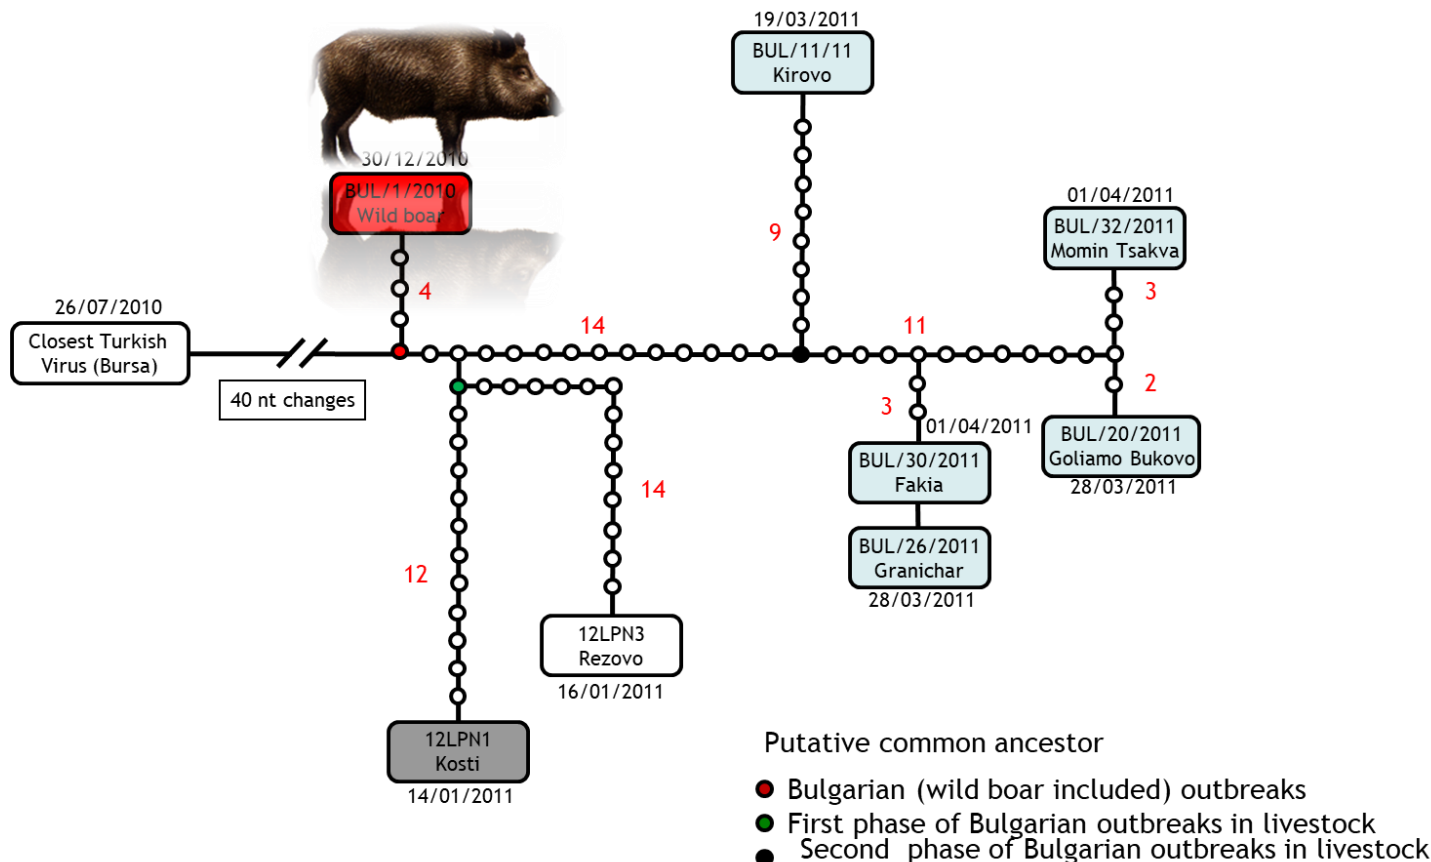 19/03/2011
BUL/11/11
Kirovo
30/12/2010
BUL/1/2010
Wild boar
01/04/2011
BUL/32/2011
Momin Tsakva
9
4
3
26/07/2010
Closest Turkish
Virus (Bursa)
14
11
40 nt changes
3
2
01/04/2011
BUL/30/2011
Fakia
BUL/20/2011
Goliamo Bukovo
28/03/2011
14
12
BUL/26/2011
Granichar
28/03/2011
12LPN3
Rezovo
16/01/2011
12LPN1
Kosti
14/01/2011
Putative common ancestor
Bulgarian (wild boar included) outbreaks
First phase of Bulgarian outbreaks in livestock
Second phase of Bulgarian outbreaks in livestock